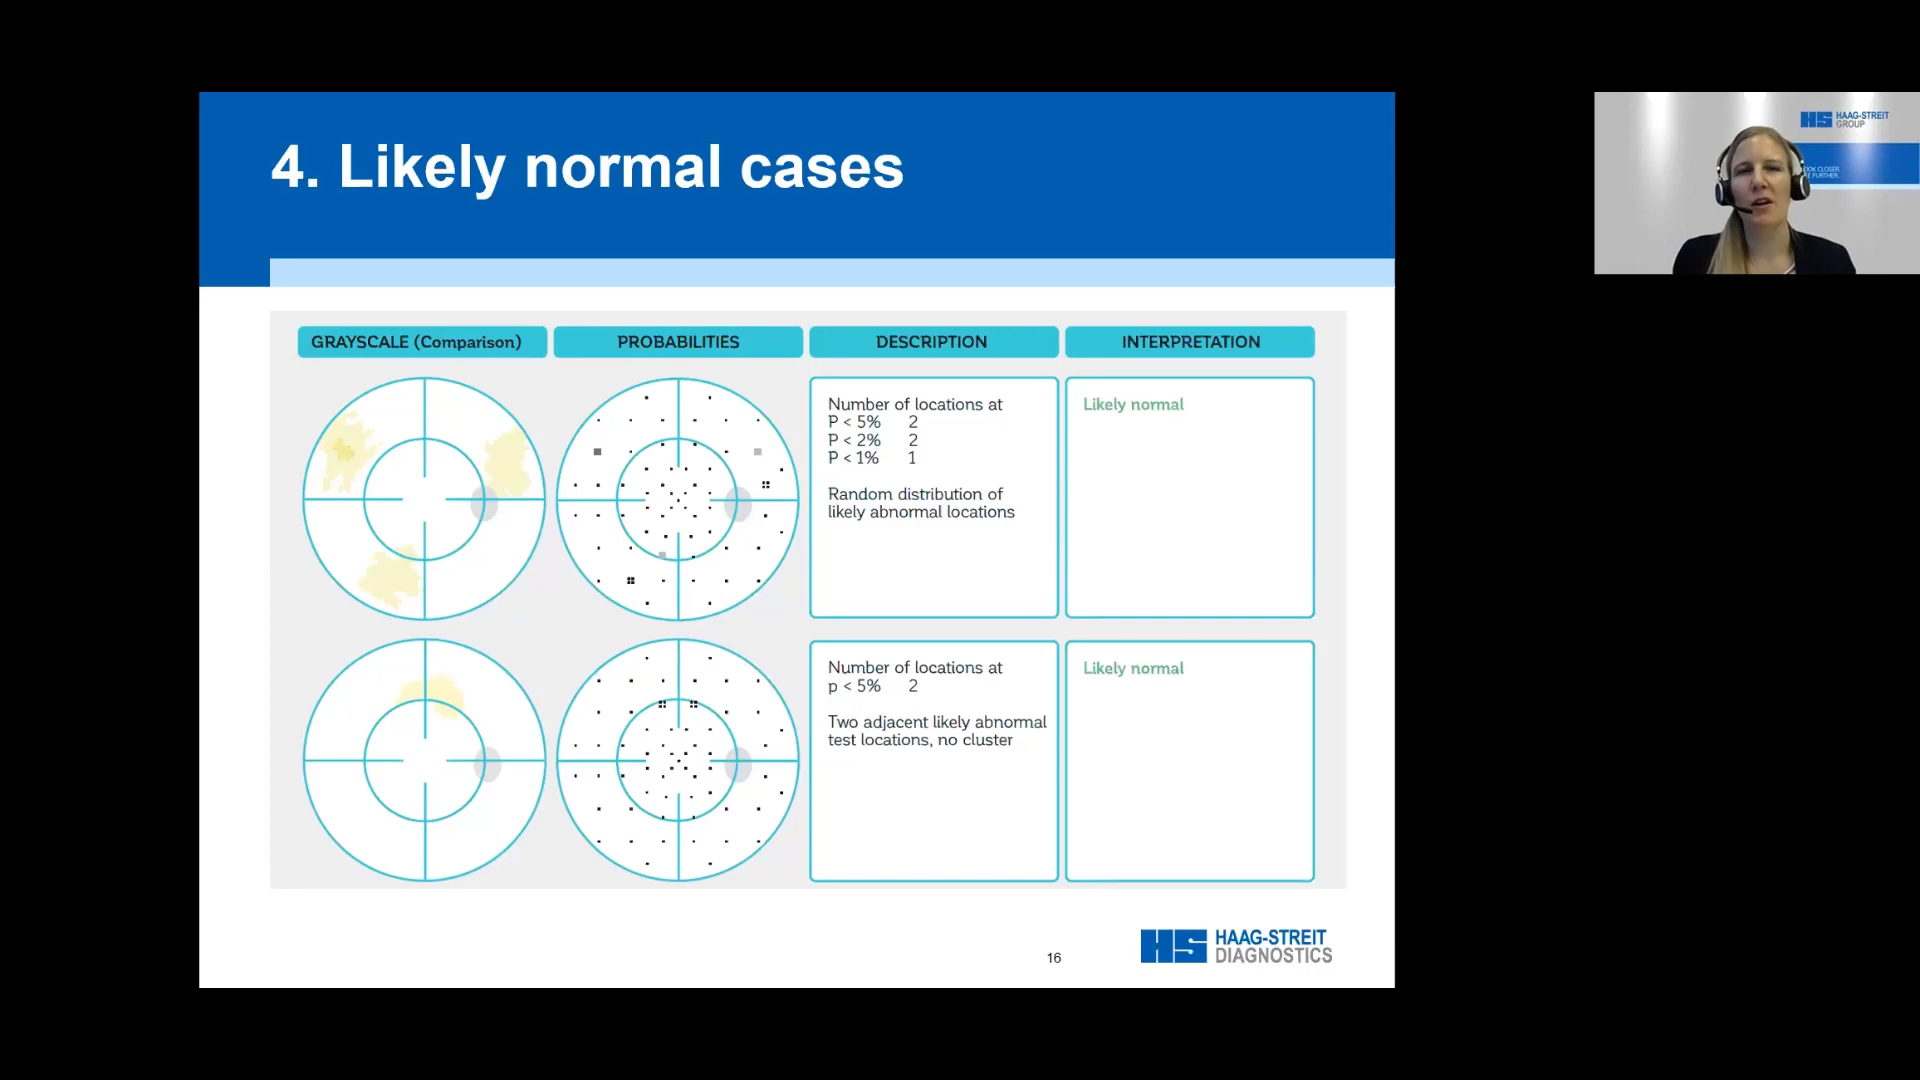 4. Likely normal cases
HAAG-STREIT
GROUP
GRAYSCALE (Comparison)
PROBABILITIES
DESCRIPTION
INTERPRETATION
Number of locations at
P < 5% 2
P < 2% 2
P < 1% 1
Random distribution of
likely abnormal locations
Likely normal
Number of locations at
p < 5% 2
Two adjacent likely abnormal
test locations, no cluster
Likely normal
16
HS HAAG-STREIT
DIAGNOSTICS